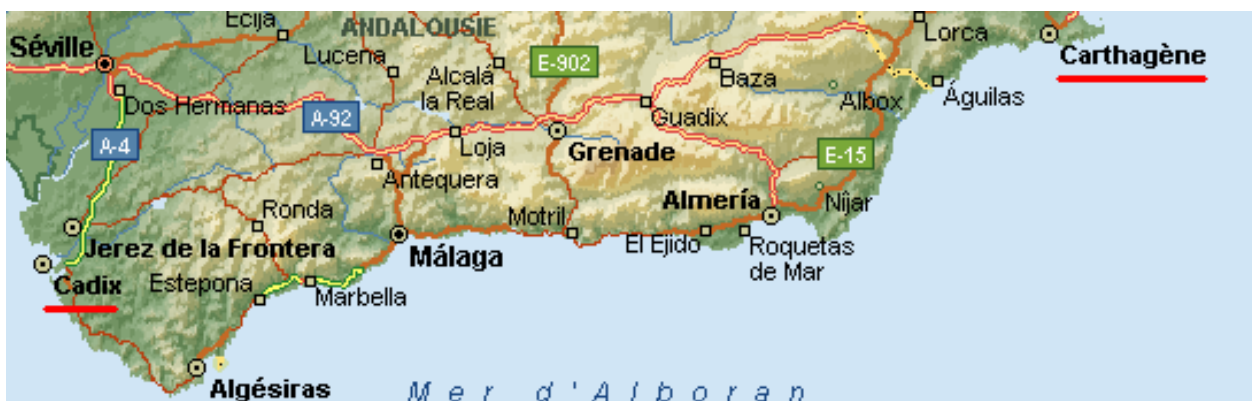 Ecija
ANDALOUSIE
Lorca
Séville
Lucena
Alcalá
la Real
E-902
Baza
Carthagène
Dos Hermanas
A-92
Guadix
Albox
Águilas
A-4
Loja
Grenade
E-15
Antequera
Ronda
Motril
Almería
Níjar
Jerez de la Frontera
Málaga
El Ejido
Roquetas
de Mar
Cadix
Estepona
Marbella
Algésiras
Mer d'Alboran